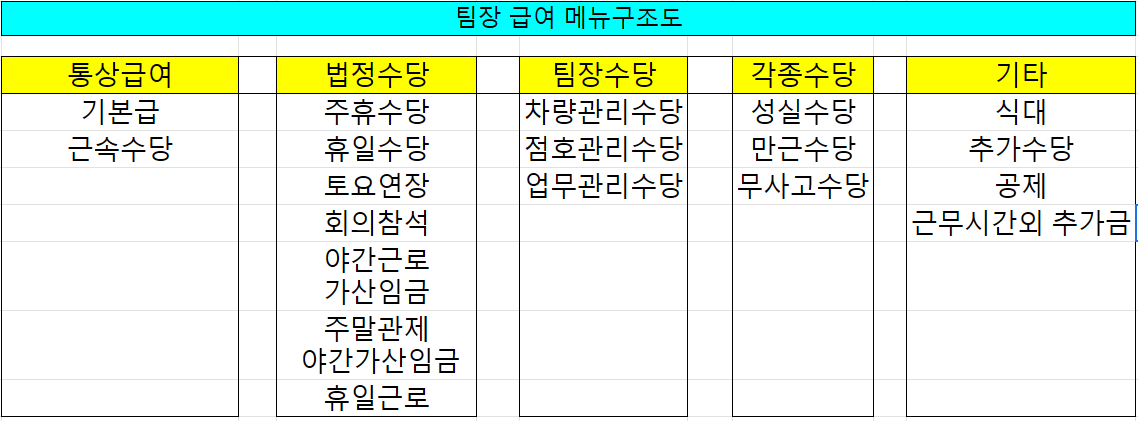 팀장 급여 메뉴구조도
통상급여 법정수당 팀장수당 각종수당 기타
기본급 주휴수당 차량관리수당 성실수당 식대
근속수당 휴일수당 점호관리수당 만근수당 추가수당
토요연장 업무관리수당 무사고수당 공제
회의참석 근무시간외 추가금
야간근로
가산임금
주말관제
야간가산임금
휴일근로